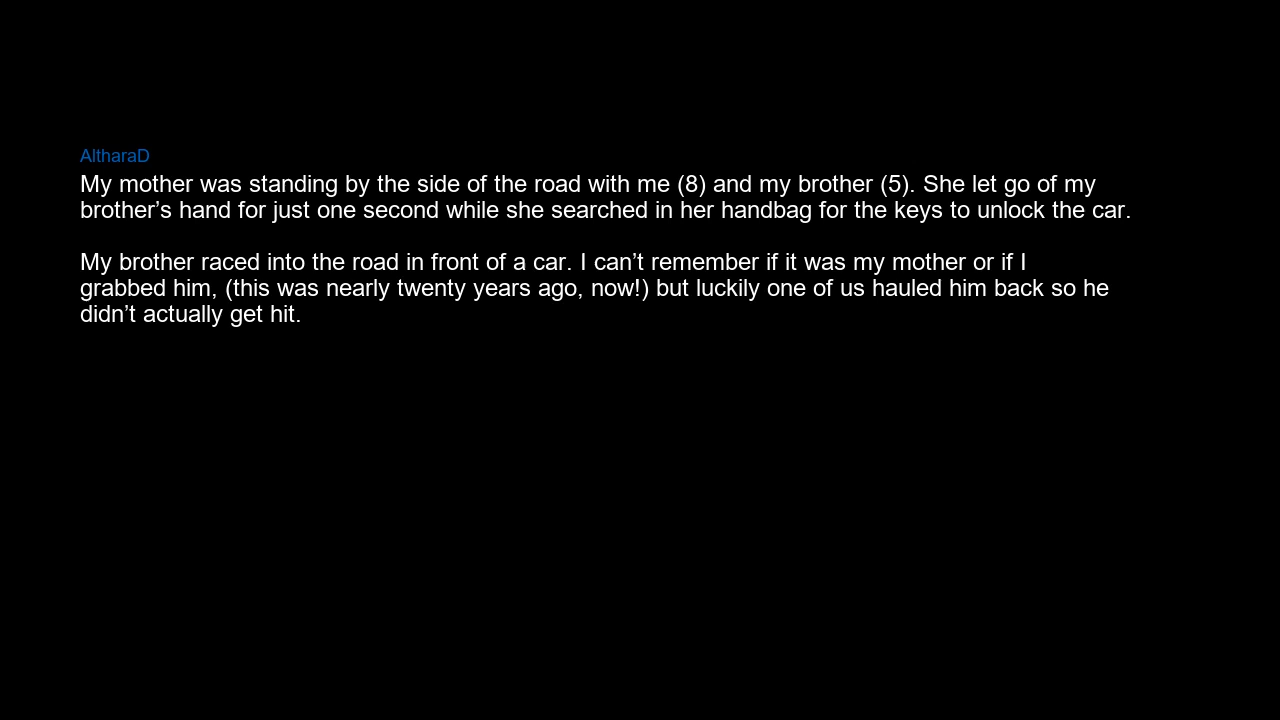 AltharaD
My mother was standing by the side of the road with me (8) and my brother (5). She let go of my
brother’s hand for just one second while she searched in her handbag for the keys to unlock the car.
My brother raced into the road in front of a car. I can’t remember if it was my mother or if I
grabbed him, (this was nearly twenty years ago, now!) but luckily one of us hauled him back so he
didn’t actually get hit.